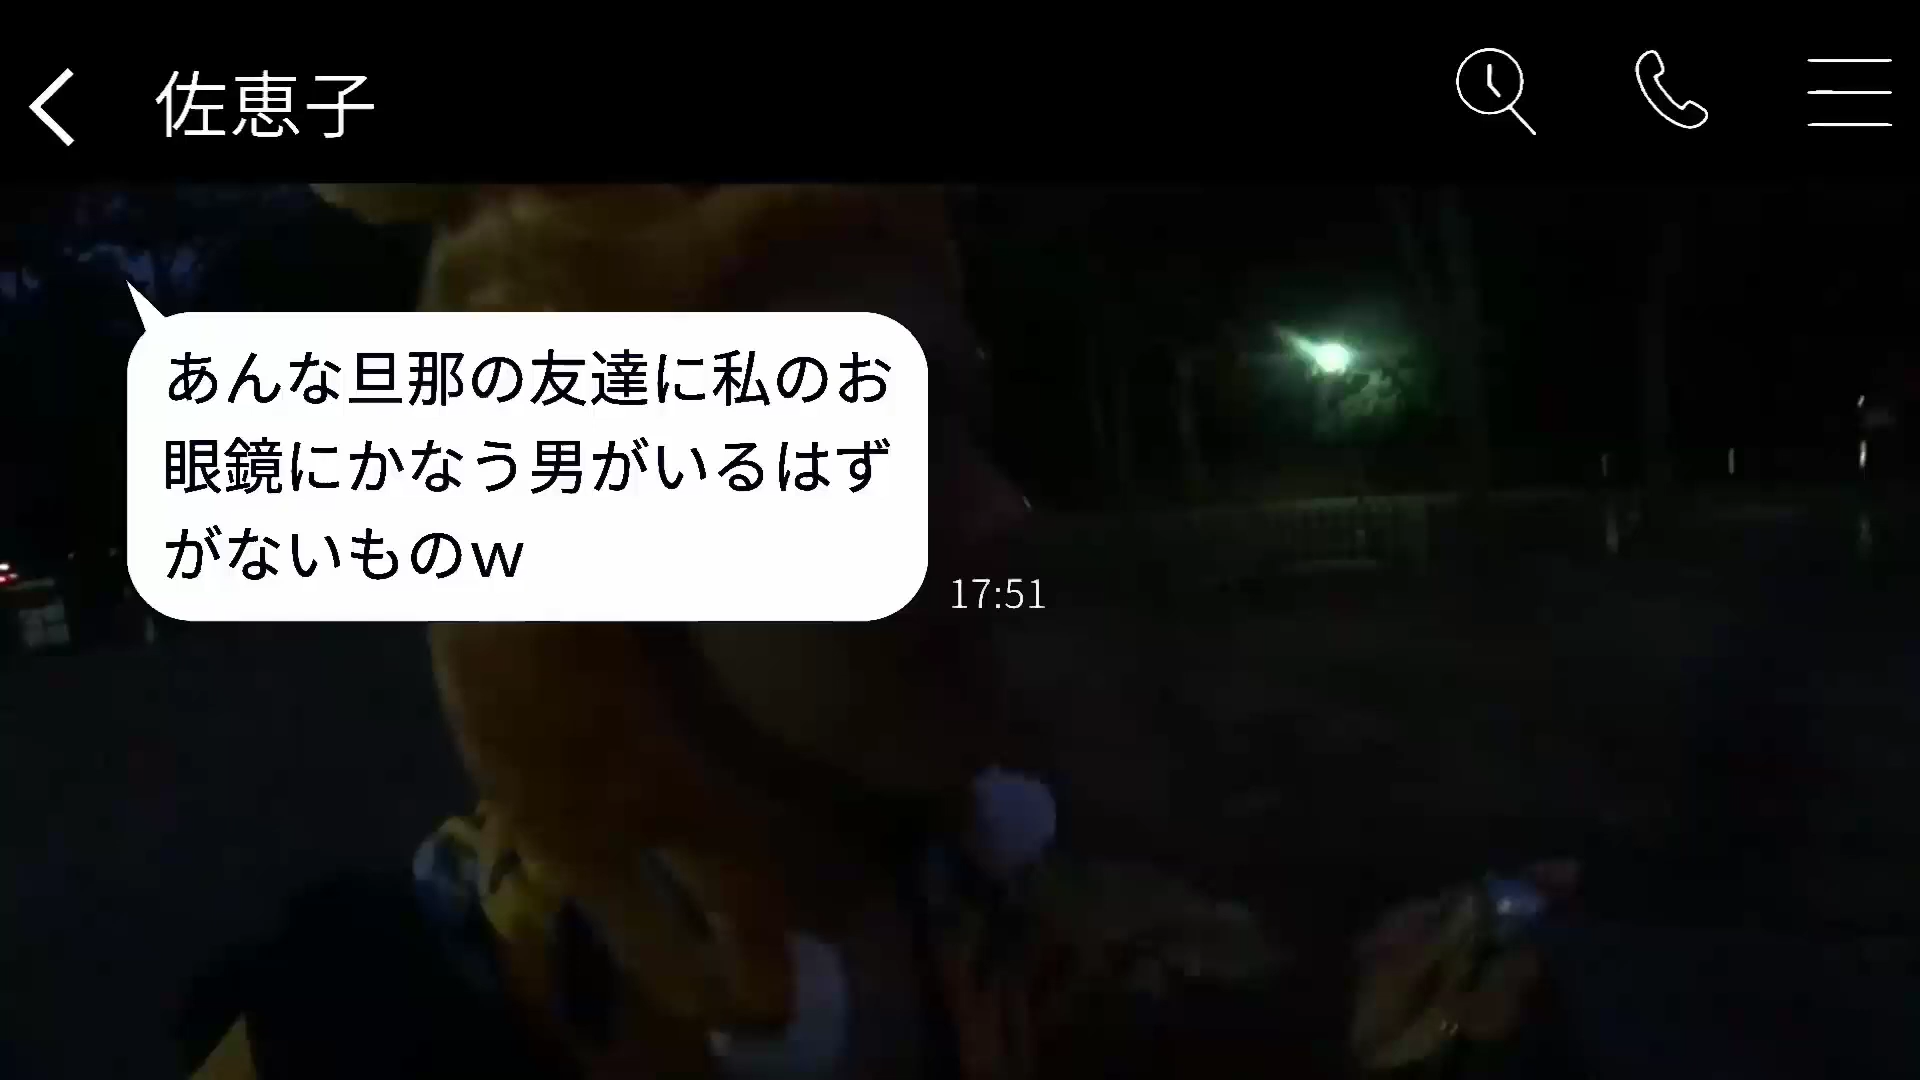 佐恵子
あんな旦那の友達に私のお
眼鏡にかなう男がいるはず
がないものｗ
17:51